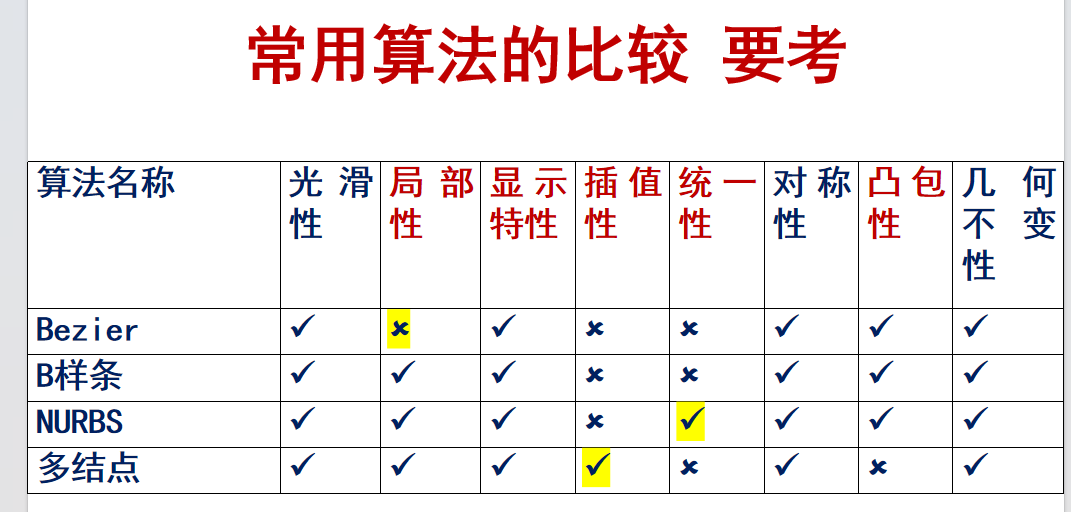 常用算法的比较 要考
算法名称 光滑性 局部性 显示特性 插值性 统一性 对称性 凸包性 几何不变性
Bezier ✓ ✗ ✓ ✗ ✗ ✓ ✓ ✓
B样条 ✓ ✓ ✓ ✗ ✗ ✓ ✓ ✓
NURBS ✓ ✓ ✓ ✗ ✓ ✓ ✓ ✓
多结点 ✓ ✓ ✓ ✓ ✗ ✓ ✗ ✓